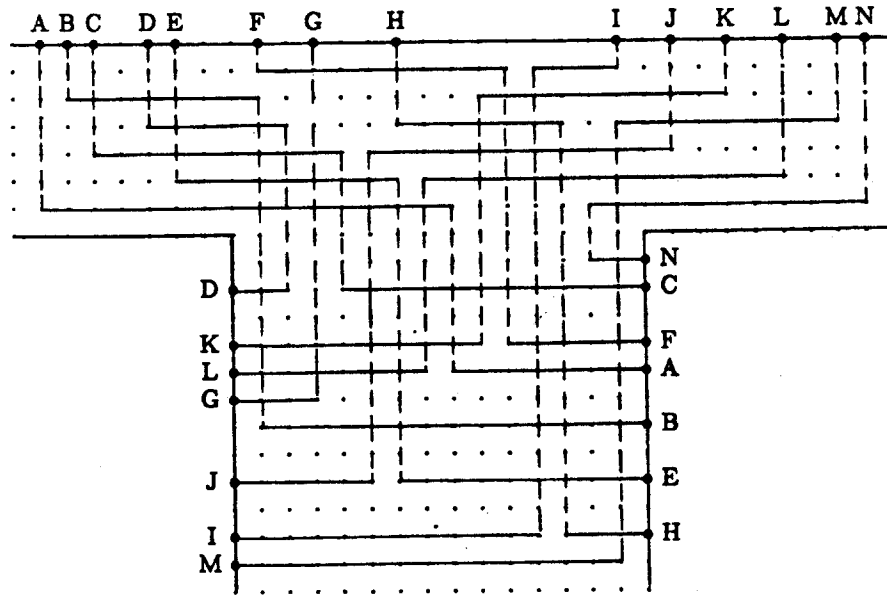 A B C D E F G H I J K L M N
N
D C
K F
L A
G
B
J E
I H
M